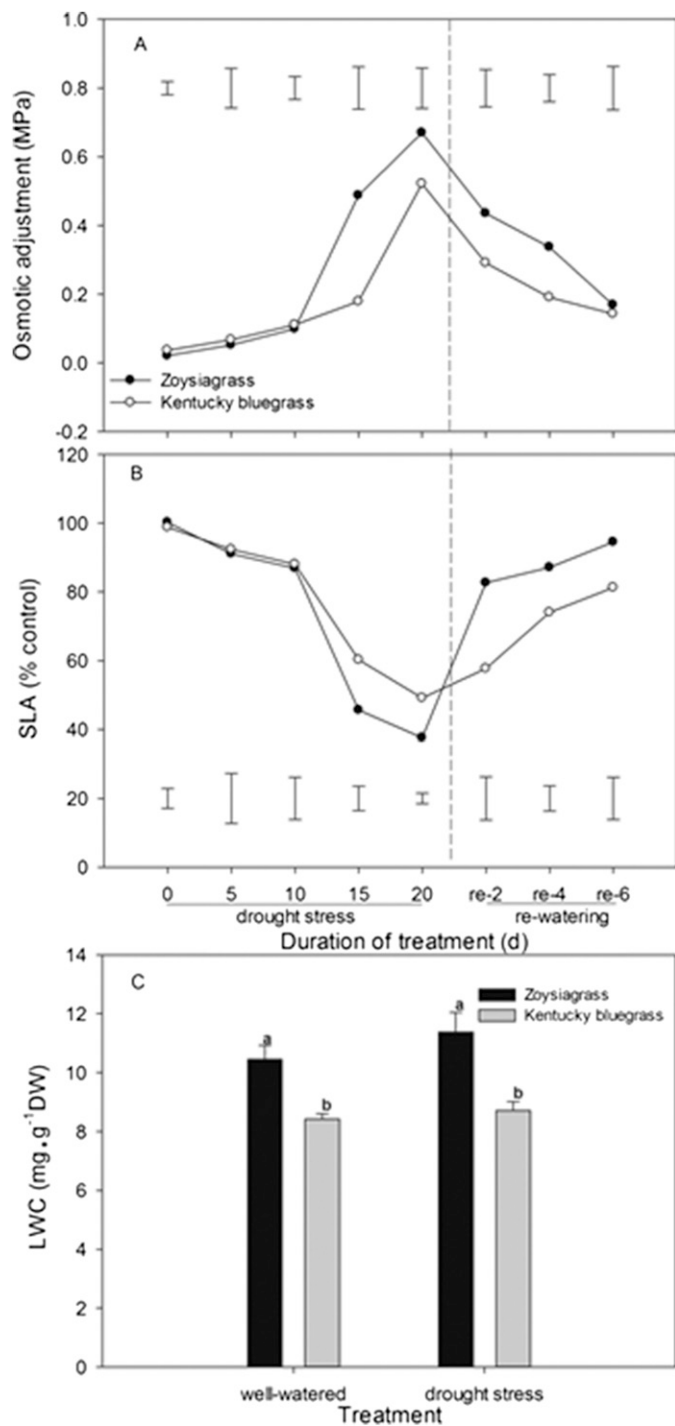 A
Osmotic adjustment (MPa)
1.0
0.8
0.6
0.4
0.2
0.0
-0.2
Zoysiagrass
Kentucky bluegrass
B
SLA (% control)
120
100
80
60
40
20
0
0 5 10 15 20 re-2 re-4 re-6
drought stress re-watering
Duration of treatment (d)
C
LWC (mg.g⁻¹DW)
14
12
10
8
6
4
2
0
Zoysiagrass
Kentucky bluegrass
a
b
a
b
well-watered drought stress
Treatment